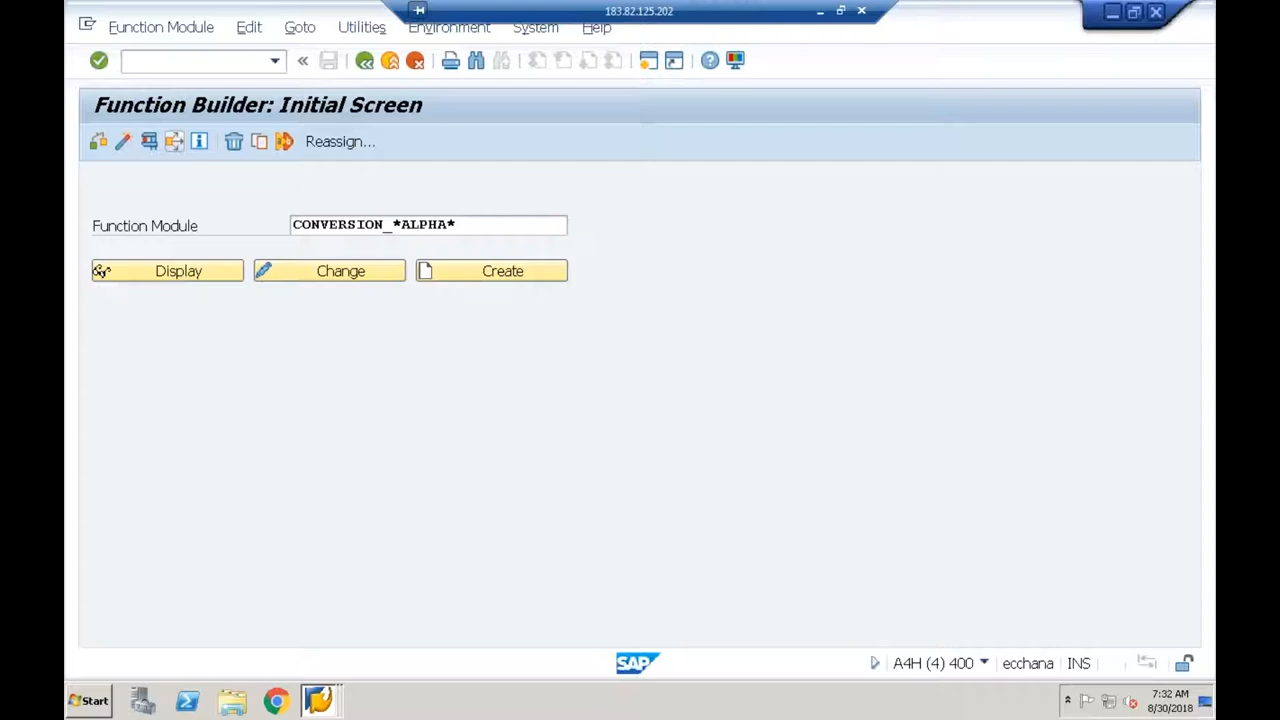 183.82.125.202
Function Module Edit Goto Utilities Environment System Help
Function Builder: Initial Screen
Reassign...
Function Module CONVERSION_*ALPHA*
Display Change Create
SAP A4H (4) 400 ecchana INS
Start 7:32 AM
8/30/2018